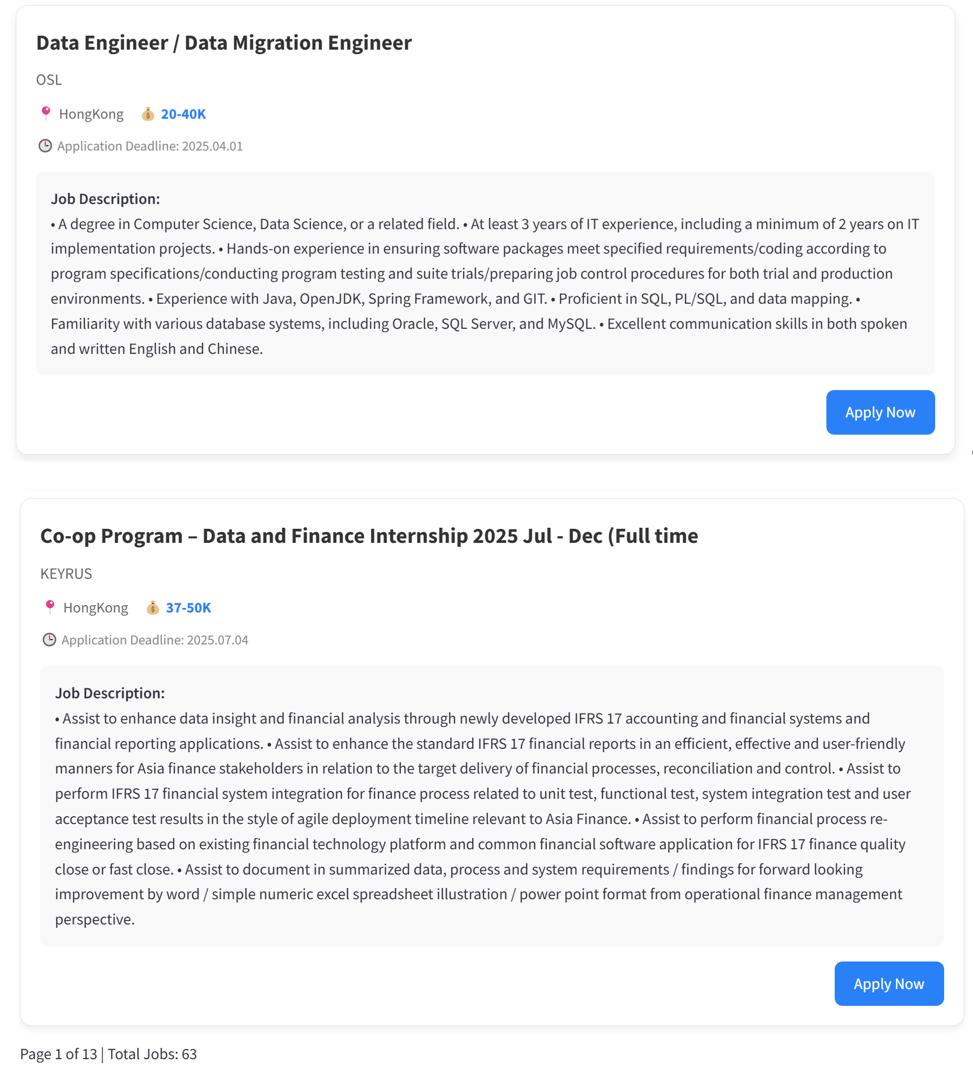 Data Engineer / Data Migration Engineer
OSL
HongKong 20-40K
Application Deadline: 2025.04.01
Job Description:
• A degree in Computer Science, Data Science, or a related field. • At least 3 years of IT experience, including a minimum of 2 years on IT
implementation projects. • Hands-on experience in ensuring software packages meet specified requirements/coding according to
program specifications/conducting program testing and suite trials/preparing job control procedures for both trial and production
environments. • Experience with Java, OpenJDK, Spring Framework, and GIT. • Proficient in SQL, PL/SQL, and data mapping. •
Familiarity with various database systems, including Oracle, SQL Server, and MySQL. • Excellent communication skills in both spoken
and written English and Chinese.
Apply Now
Co-op Program – Data and Finance Internship 2025 Jul - Dec (Full time
KEYRUS
HongKong 37-50K
Application Deadline: 2025.07.04
Job Description:
• Assist to enhance data insight and financial analysis through newly developed IFRS 17 accounting and financial systems and
financial reporting applications. • Assist to enhance the standard IFRS 17 financial reports in an efficient, effective and user-friendly
manners for Asia finance stakeholders in relation to the target delivery of financial processes, reconciliation and control. • Assist to
perform IFRS 17 financial system integration for finance process related to unit test, functional test, system integration test and user
acceptance test results in the style of agile deployment timeline relevant to Asia Finance. • Assist to perform financial process re-
engineering based on existing financial technology platform and common financial software application for IFRS 17 finance quality
close or fast close. • Assist to document in summarized data, process and system requirements / findings for forward looking
improvement by word / simple numeric excel spreadsheet illustration / power point format from operational finance management
perspective.
Apply Now
Page 1 of 13 | Total Jobs: 63